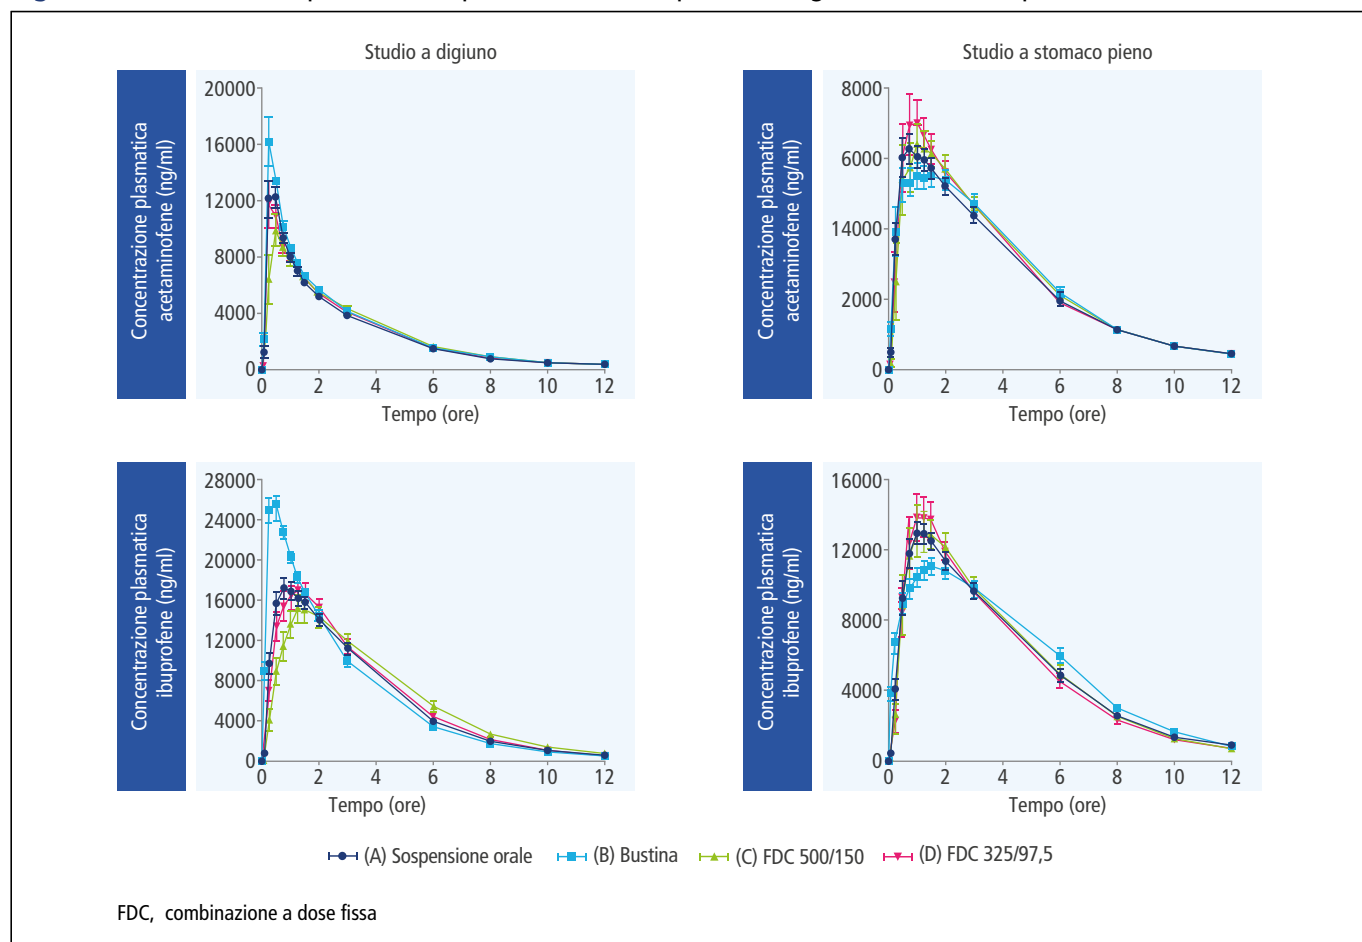 Studio a digiuno
Concentrazione plasmatica
acetaminofene (ng/ml)
20000
16000
12000
8000
4000
0
0 2 4 6 8 10 12
Tempo (ore)
Studio a stomaco pieno
Concentrazione plasmatica
acetaminofene (ng/ml)
8000
6000
14000
2000
0
0 2 4 6 8 10 12
Tempo (ore)
Concentrazione plasmatica
ibuprofene (ng/ml)
28000
24000
20000
16000
12000
8000
4000
0
0 2 4 6 8 10 12
Tempo (ore)
Concentrazione plasmatica
ibuprofene (ng/ml)
16000
12000
8000
4000
0
0 2 4 6 8 10 12
Tempo (ore)
(A) Sospensione orale (B) Bustina (C) FDC 500/150 (D) FDC 325/97,5
FDC, combinazione a dose fissa